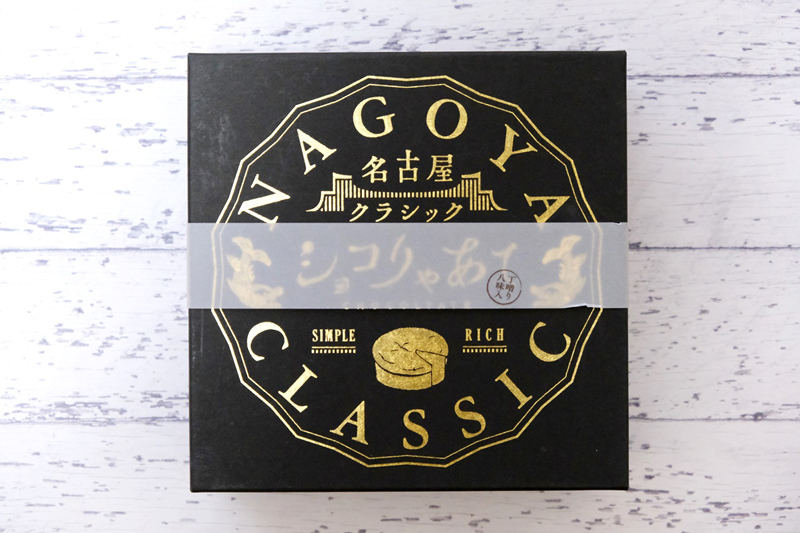 NAGOYA
名古屋
クラシック
ショコりゃあて
八丁
味噌
入り
SIMPLE
RICH
CLASSIC